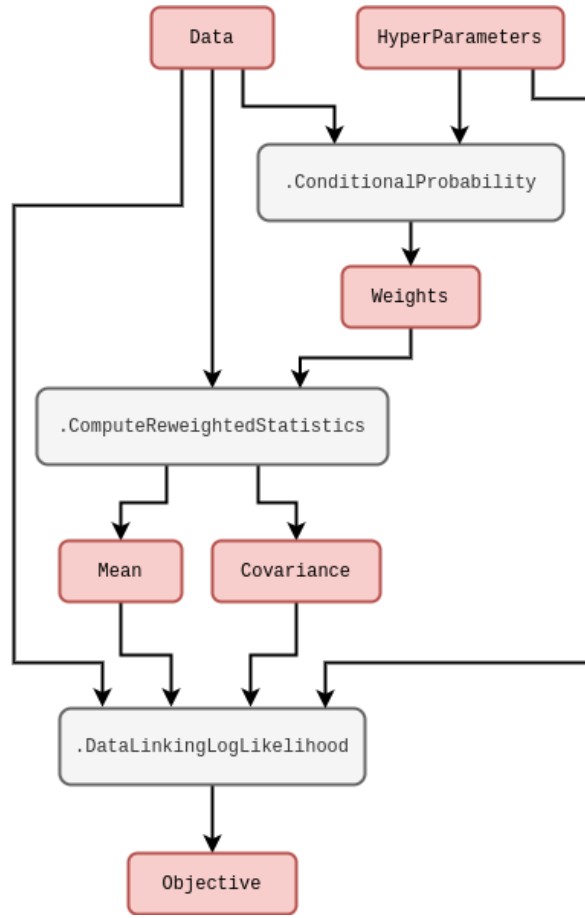 Data
HyperParameters
.ConditionalProbability
Weights
.ComputeReweightedStatistics
Mean
Covariance
.DataLinkingLogLikelihood
Objective